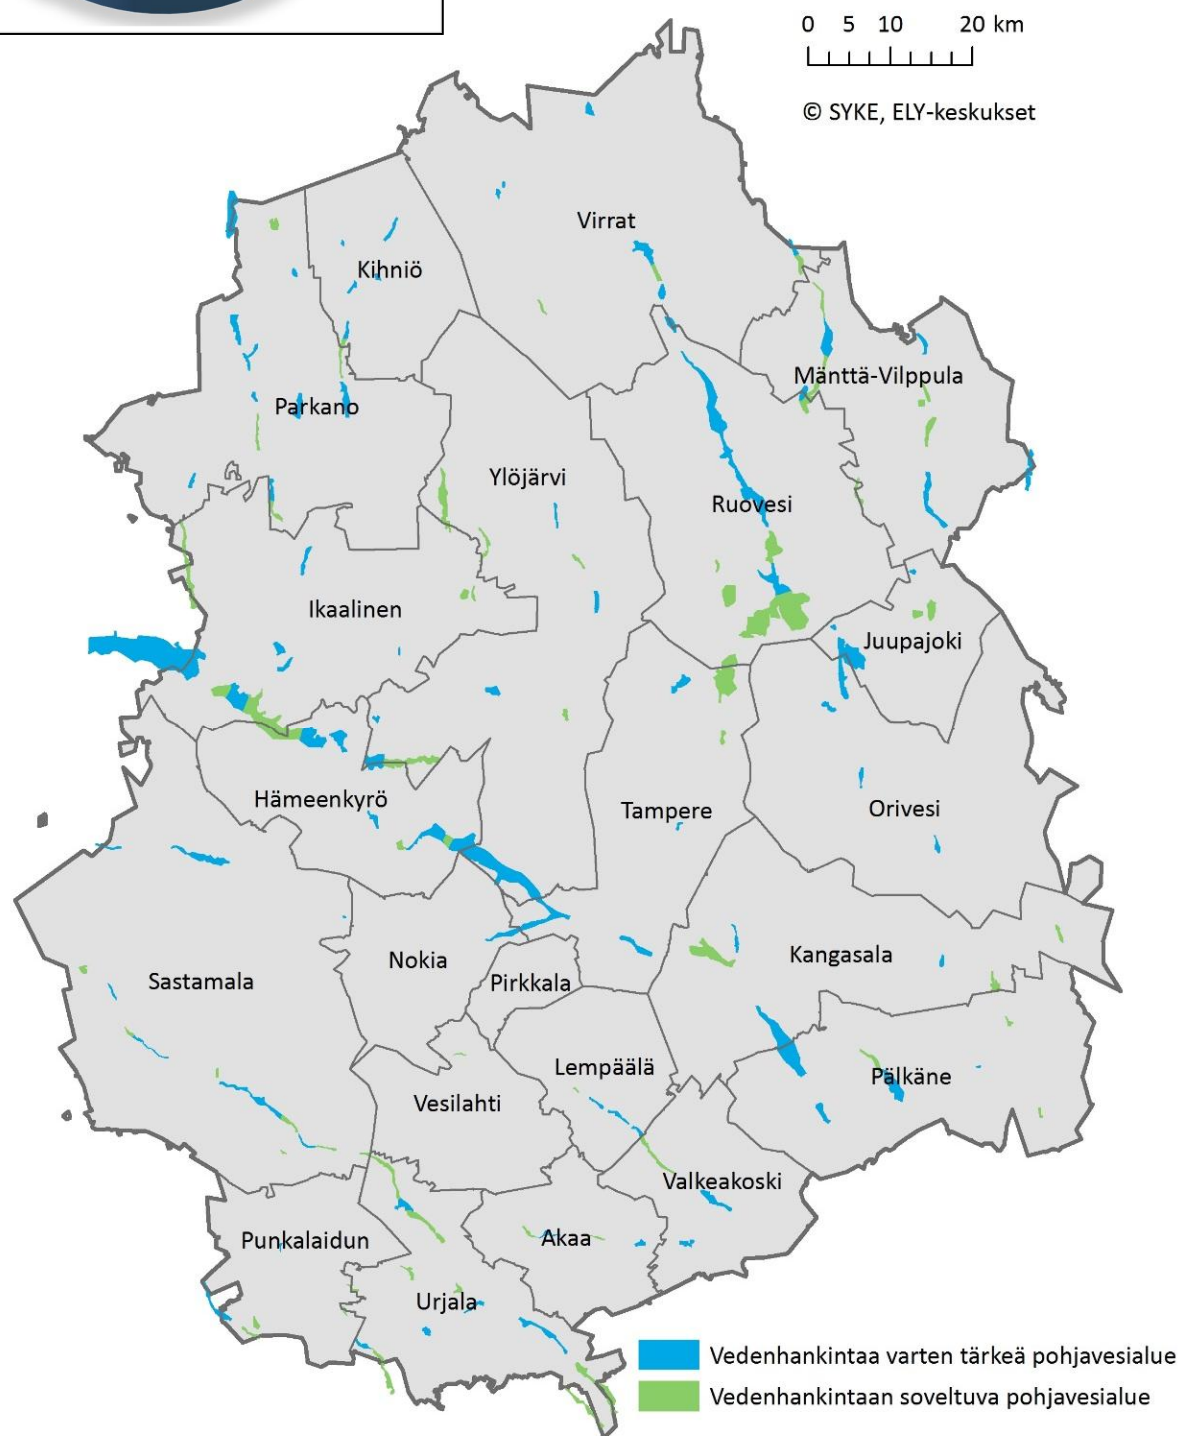 0 5 10 20 km
© SYKE, ELY-keskukset
Virrat
Kihniö
Mänttä-Vilppula
Parkano
Ylöjärvi
Ruovesi
Ikaalinen
Juupajoki
Hämeenkyrö
Tampere
Orivesi
Kangasala
Nokia
Sastamala
Pirkkala
Lempäälä
Pälkäne
Vesilahti
Valkeakoski
Akaa
Punkalaidun
Urjala
Vedenhankintaa varten tärkeä pohjavesialue
Vedenhankintaan soveltuva pohjavesialue